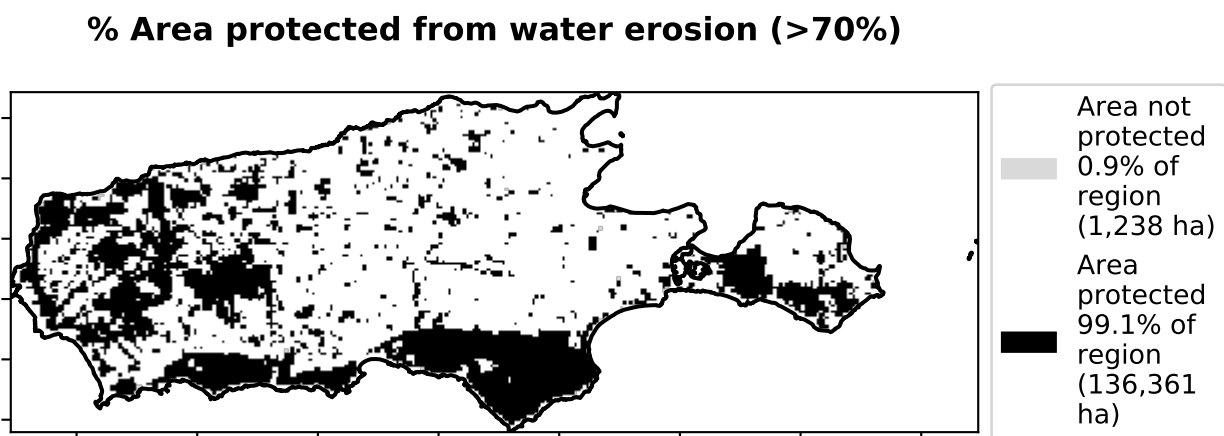 % Area protected from water erosion (>70%)
Area not
protected
0.9% of
region
(1,238 ha)
Area
protected
99.1% of
region
(136,361
ha)